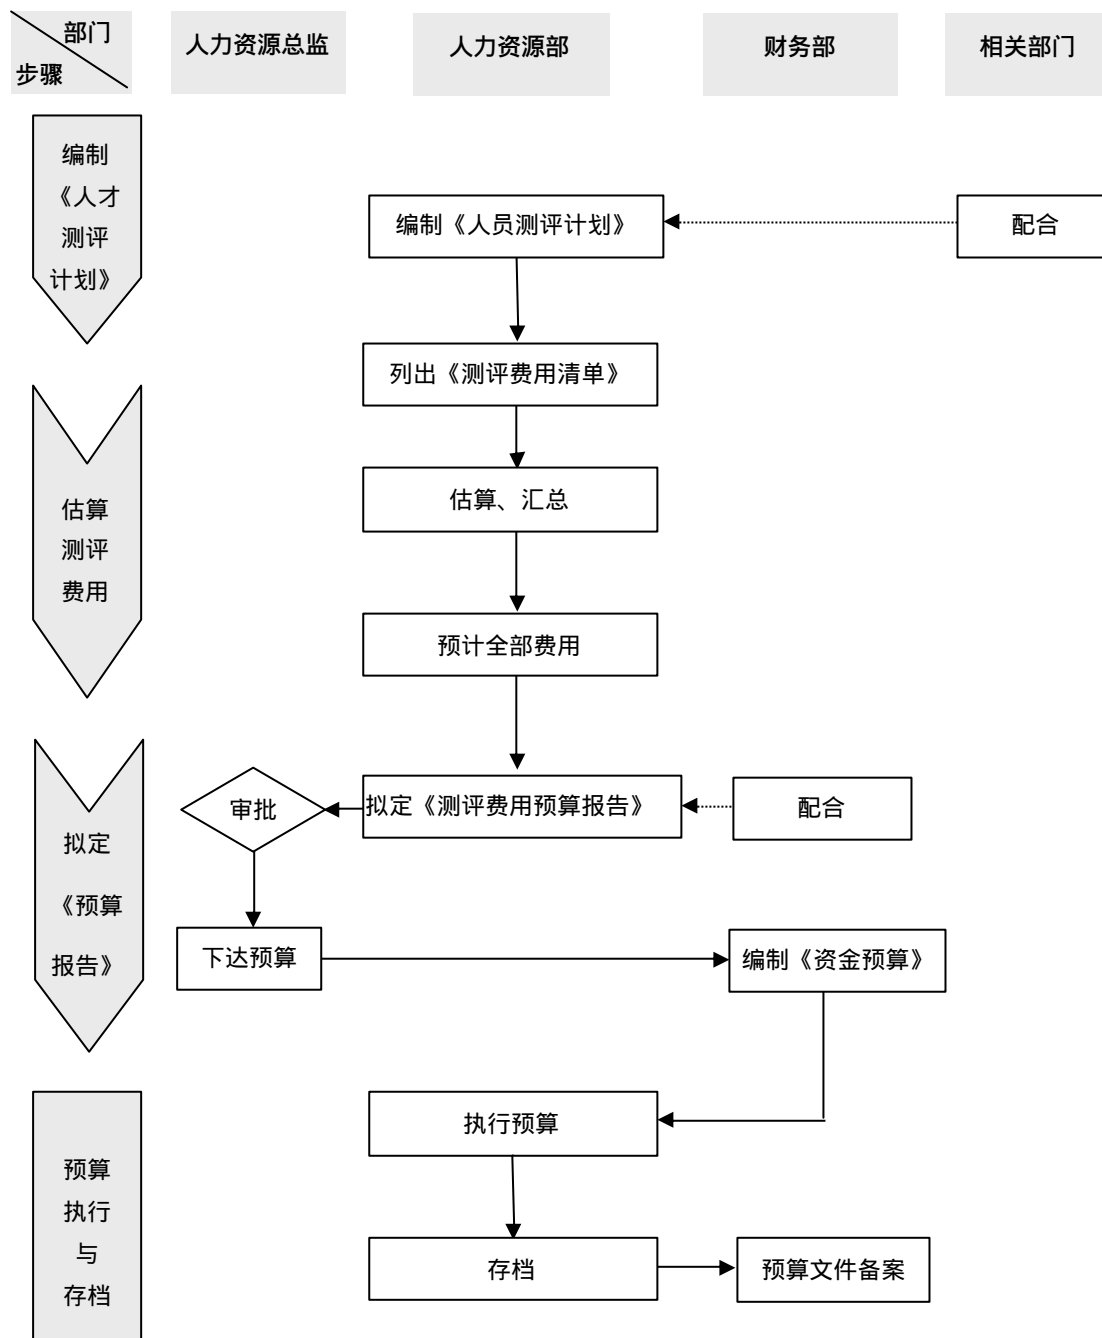 部门
步骤
人力资源总监
人力资源部
财务部
相关部门
编制
《人才
测评
计划》
编制《人员测评计划》
配合
列出《测评费用清单》
估算
测评
费用
估算、汇总
预计全部费用
拟定
《预算
报告》
审批
拟定《测评费用预算报告》
配合
下达预算
编制《资金预算》
预算
执行
与
存档
执行预算
存档
预算文件备案